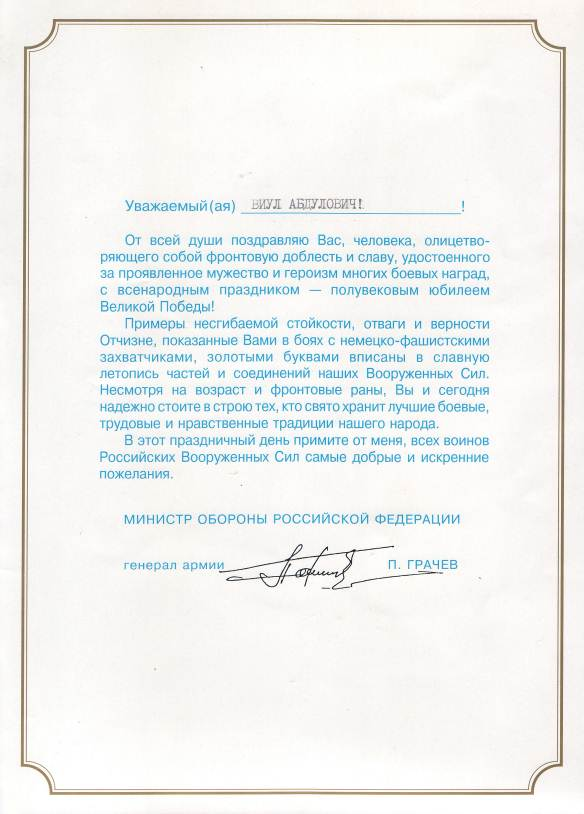 Уважаемый(ая) ВИУЛ АБДУЛОВИЧ! !
От всей души поздравляю Вас, человека, олицетво-
ряющего собой фронтовую доблесть и славу, удостоенного
за проявленное мужество и героизм многих боевых наград,
с всенародным праздником — полувековым юбилеем
Великой Победы!
Примеры несгибаемой стойкости, отваги и верности
Отчизне, показанные Вами в боях с немецко-фашистскими
захватчиками, золотыми буквами вписаны в славную
летопись частей и соединений наших Вооруженных Сил.
Несмотря на возраст и фронтовые раны, Вы и сегодня
надежно стоите в строю тех, кто свято хранит лучшие боевые,
трудовые и нравственные традиции нашего народа.
В этот праздничный день примите от меня, всех воинов
Российских Вооруженных Сил самые добрые и искренние
пожелания.
МИНИСТР ОБОРОНЫ РОССИЙСКОЙ ФЕДЕРАЦИИ
генерал армии П. ГРАЧЕВ